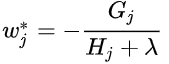 $w_j^* = -\frac{G_j}{H_j + \lambda}$